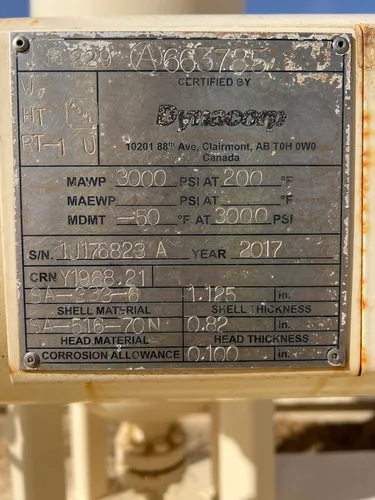 229 (A)663785
W
HT
RT-1 U
CERTIFIED BY
Dynacorp
10201 88th Ave, Clairmont, AB T0H 0W0
Canada
MAWP 3000 PSI AT 200 °F
MAEWP PSI AT °F
MDMT -50 °F AT 3000 PSI
S/N. 1J176823 A YEAR 2017
CRN Y1968.21
SA-333-6 1.125 in.
SHELL MATERIAL SHELL THICKNESS
SA-516-70N 0.82 in.
HEAD MATERIAL HEAD THICKNESS
CORROSION ALLOWANCE 0.100 in.